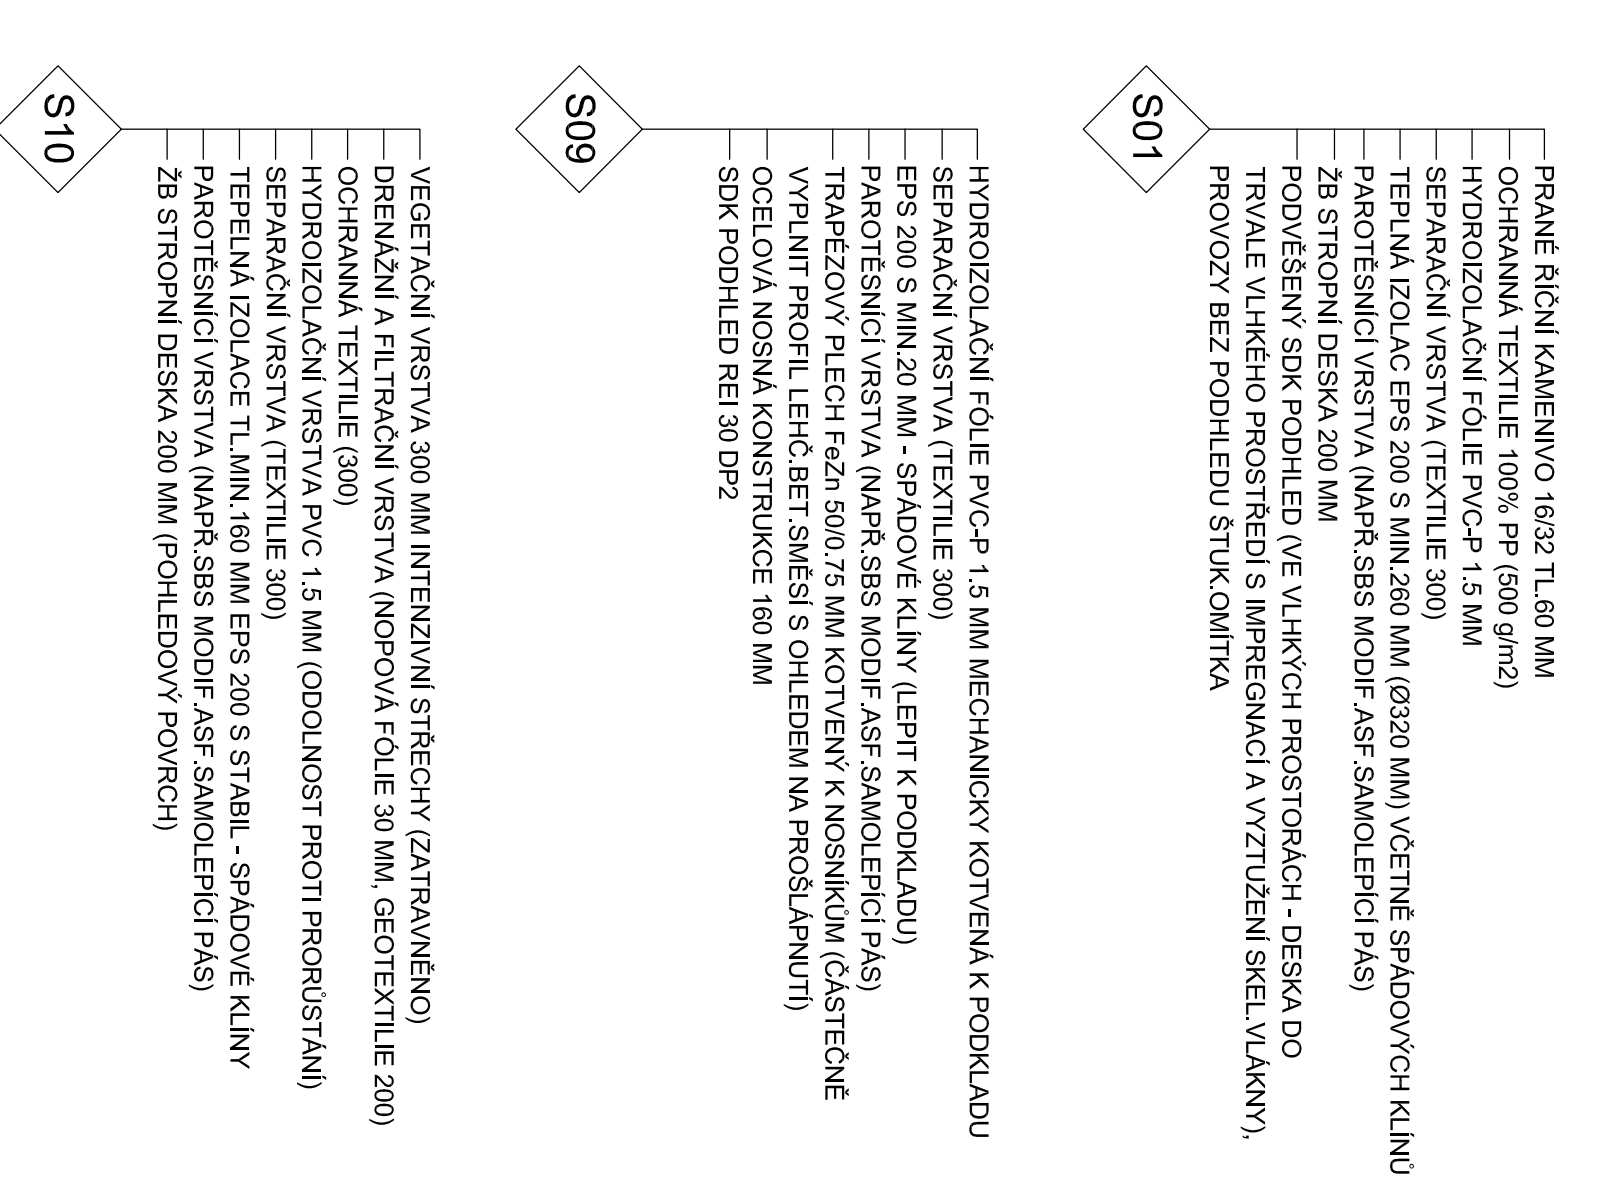 PRANÉ ŘÍČNÍ KAMENIVO 16/32 TL.60 MM
OCHRANNÁ TEXTILIE 100% PP (500 g/m2)
HYDROIZOLAČNÍ FÓLIE PVC-P 1.5 MM
SEPARAČNÍ VRSTVA (TEXTILIE 300)
TEPLNÁ IZOLAC EPS 200 S MIN.260 MM (Ø320 MM) VČETNĚ SPÁDOVÝCH KLÍNŮ
PAROTĚSNÍCÍ VRSTVA (NAPŘ.SBS MODIF.ASF.SAMOLEPÍCÍ PÁS)
ŽB STROPNÍ DESKA 200 MM
PODVĚŠENÝ SDK PODHLED (VE VLHKÝCH PROSTORÁCH - DESKA DO
TRVALE VLHKÉHO PROSTŘEDÍ S IMPREGNACÍ A VYZTUŽENÍ SKEL.VLÁKNY),
PROVOZY BEZ PODHLEDU ŠTUK.OMÍTKA
S01
HYDROIZOLAČNÍ FÓLIE PVC-P 1.5 MM MECHANICKY KOTVENÁ K PODKLADU
SEPARAČNÍ VRSTVA (TEXTILIE 300)
EPS 200 S MIN.20 MM - SPÁDOVÉ KLÍNY (LEPIT K PODKLADU)
PAROTĚSNÍCÍ VRSTVA (NAPŘ.SBS MODIF.ASF.SAMOLEPÍCÍ PÁS)
TRAPÉZOVÝ PLECH FeZn 50/0.75 MM KOTVENÝ K NOSNÍKŮM (ČÁSTEČNĚ
VYPLNIT PROFIL LEHČ.BET.SMĚSÍ S OHLEDEM NA PROŠLÁPNUTÍ)
OCELOVÁ NOSNÁ KONSTRUKCE 160 MM
SDK PODHLED REI 30 DP2
S09
VEGETAČNÍ VRSTVA 300 MM INTENZIVNÍ STŘECHY (ZATRAVNĚNO)
DRENÁŽNÍ A FILTRAČNÍ VRSTVA (NOPOVÁ FÓLIE 30 MM, GEOTEXTILIE 200)
OCHRANNÁ TEXTILIE (300)
HYDROIZOLAČNÍ VRSTVA PVC 1.5 MM (ODOLNOST PROTI PRORŮSTÁNÍ)
SEPARAČNÍ VRSTVA (TEXTILIE 300)
TEPELNÁ IZOLACE TL.MIN.160 MM EPS 200 S STABIL - SPÁDOVÉ KLÍNY
PAROTĚSNÍCÍ VRSTVA (NAPŘ.SBS MODIF.ASF.SAMOLEPÍCÍ PÁS)
ŽB STROPNÍ DESKA 200 MM (POHLEDOVÝ POVRCH)
S10